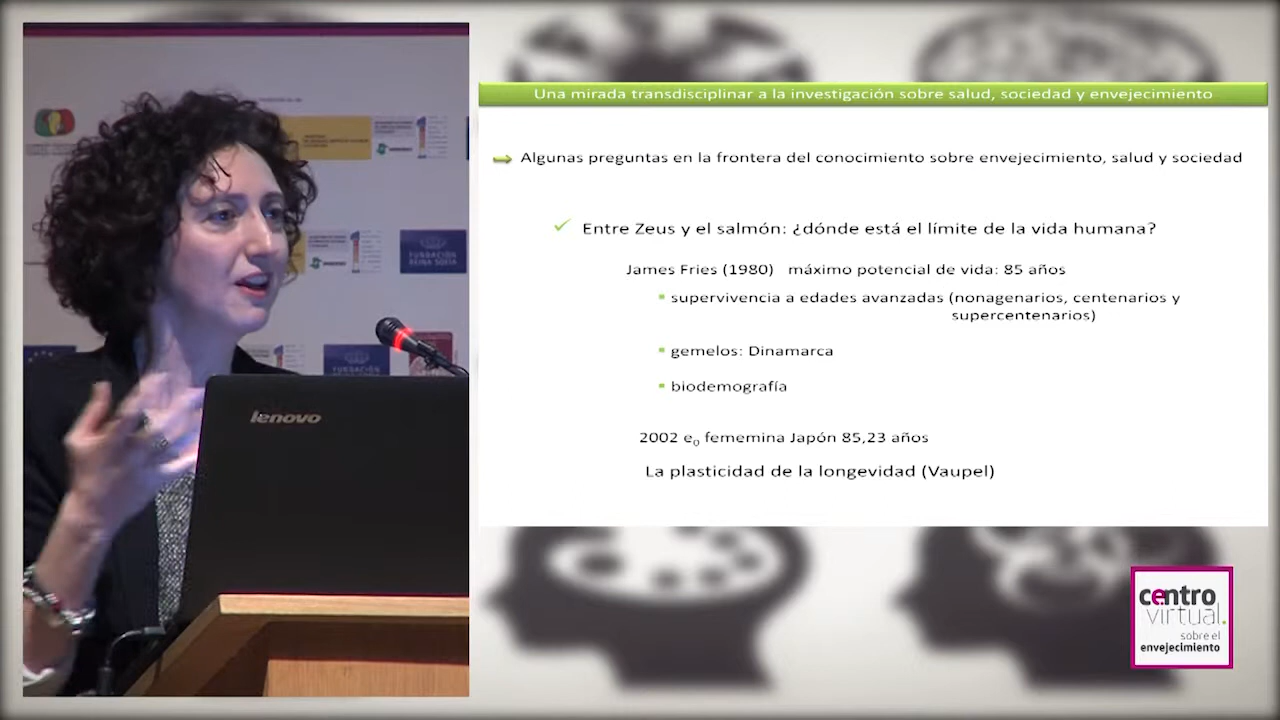 Una mirada transdisciplinar a la investigación sobre salud, sociedad y envejecimiento
Algunas preguntas en la frontera del conocimiento sobre envejecimiento, salud y sociedad
Entre Zeus y el salmón: ¿dónde está el límite de la vida humana?
James Fries (1980) máximo potencial de vida: 85 años
supervivencia a edades avanzadas (nonagenarios, centenarios y
supercentenarios)
gemelos: Dinamarca
biodemografía
2002 e0 fememina Japón 85,23 años
La plasticidad de la longevidad (Vaupel)
lenovo
FUNDACIÓN
REINA SOFÍA
FUNDACIÓN
centro
virtual.
sobre el
envejecimiento